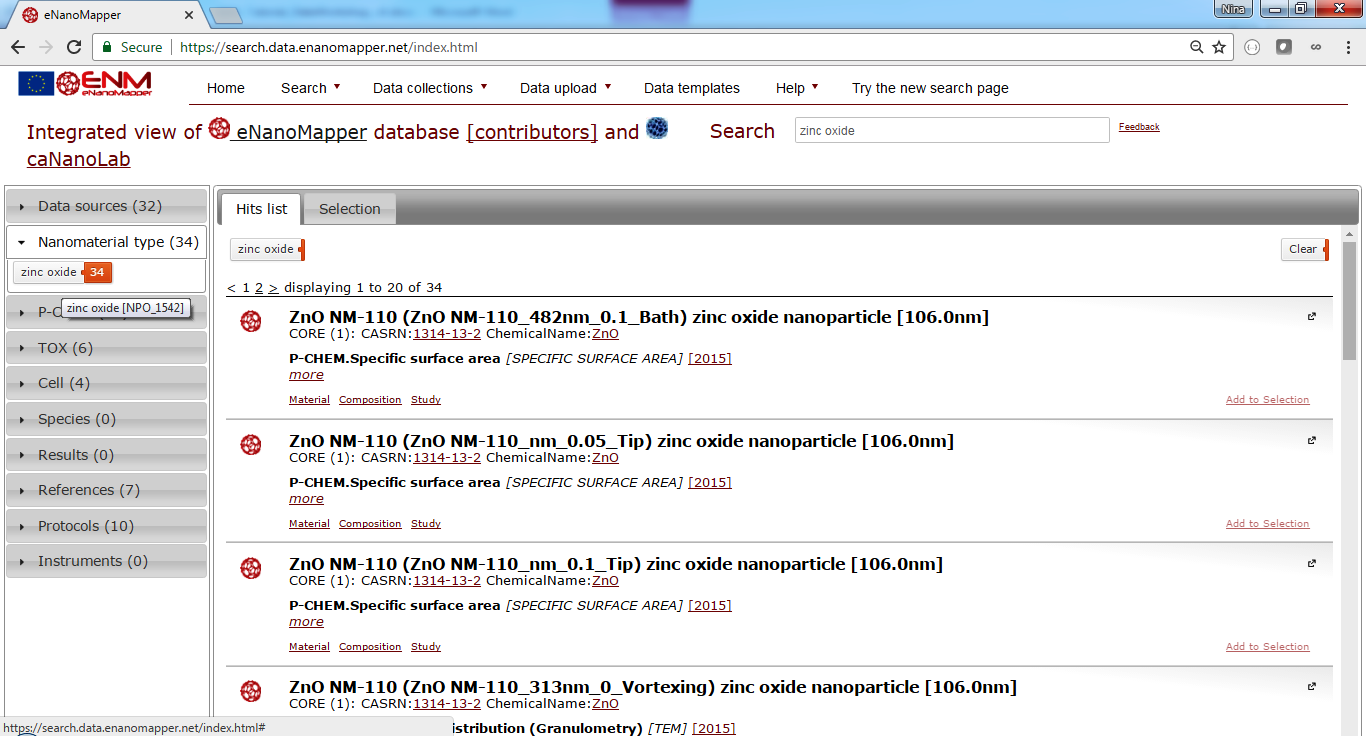 eNanoMapper
Nina
Secure
https://search.data.enanomapper.net/index.html
ENM
eNanoMapper
Home Search Data collections Data upload Data templates Help Try the new search page
Integrated view of eNanoMapper database [contributors] and
caNanoLab
Search
zinc oxide
Feedback
Data sources (32)
Nanomaterial type (34)
zinc oxide 34
zinc oxide [NPO_1542]
TOX (6)
Cell (4)
Species (0)
Results (0)
References (7)
Protocols (10)
Instruments (0)
Hits list Selection
zinc oxide
Clear
< 1 2 > displaying 1 to 20 of 34
ZnO NM-110 (ZnO NM-110_482nm_0.1_Bath) zinc oxide nanoparticle [106.0nm]
CORE (1): CASRN:1314-13-2 ChemicalName:ZnO
P-CHEM.Specific surface area [SPECIFIC SURFACE AREA] [2015]
more
Material Composition Study
Add to Selection
ZnO NM-110 (ZnO NM-110_nm_0.05_Tip) zinc oxide nanoparticle [106.0nm]
CORE (1): CASRN:1314-13-2 ChemicalName:ZnO
P-CHEM.Specific surface area [SPECIFIC SURFACE AREA] [2015]
more
Material Composition Study
Add to Selection
ZnO NM-110 (ZnO NM-110_nm_0.1_Tip) zinc oxide nanoparticle [106.0nm]
CORE (1): CASRN:1314-13-2 ChemicalName:ZnO
P-CHEM.Specific surface area [SPECIFIC SURFACE AREA] [2015]
more
Material Composition Study
Add to Selection
ZnO NM-110 (ZnO NM-110_313nm_0_Vortexing) zinc oxide nanoparticle [106.0nm]
CORE (1): CASRN:1314-13-2 ChemicalName:ZnO
istribution (Granulometry) [TEM] [2015]
https://search.data.enanomapper.net/index.html#